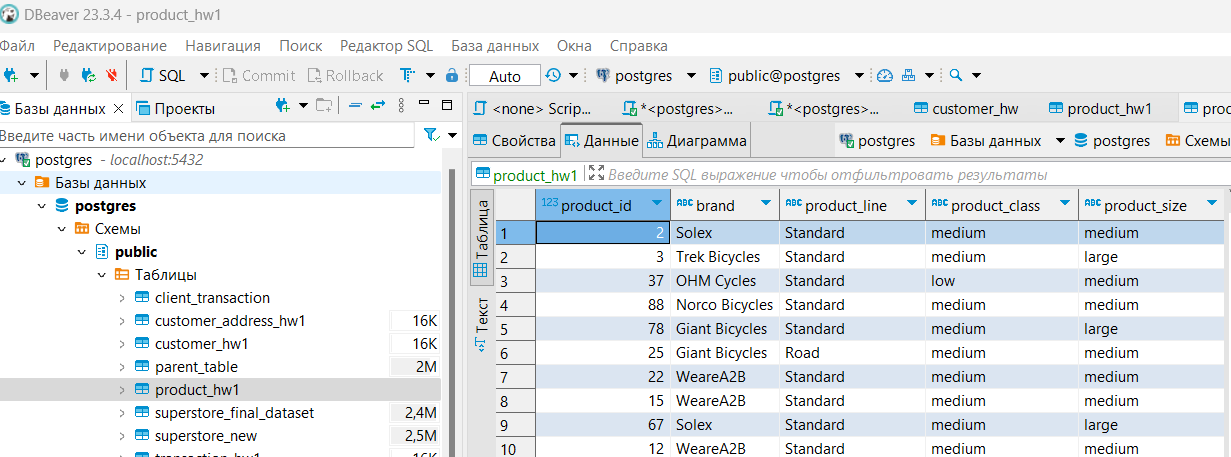 DBeaver 23.3.4 - product_hw1
Файл Редактирование Навигация Поиск Редактор SQL База данных Окна Справка
SQL Commit Rollback Auto postgres public@postgres
Базы данных Проекты
<none> Scrip... *<postgres>... *<postgres>... customer_hw product_hw1 proc
Введите часть имени объекта для поиска
Свойства Данные Диаграмма postgres Базы данных postgres Схемы
postgres - localhost:5432
product_hw1 Введите SQL выражение чтобы отфильтровать результаты
Базы данных
postgres
Схемы
public
Таблицы
client_transaction
customer_address_hw1 16K
customer_hw1 16K
parent_table 2M
product_hw1
superstore_final_dataset 2,4M
superstore_new 2,5M
transaction_hw1 16K
Таблица
Текст
123 product_id ABC brand ABC product_line ABC product_class ABC product_size
1 2 Solex Standard medium medium
2 3 Trek Bicycles Standard medium large
3 37 OHM Cycles Standard low medium
4 88 Norco Bicycles Standard medium medium
5 78 Giant Bicycles Standard medium large
6 25 Giant Bicycles Road medium medium
7 22 WeareA2B Standard medium medium
8 15 WeareA2B Standard medium medium
9 67 Solex Standard medium large
10 12 WeareA2B Standard medium medium